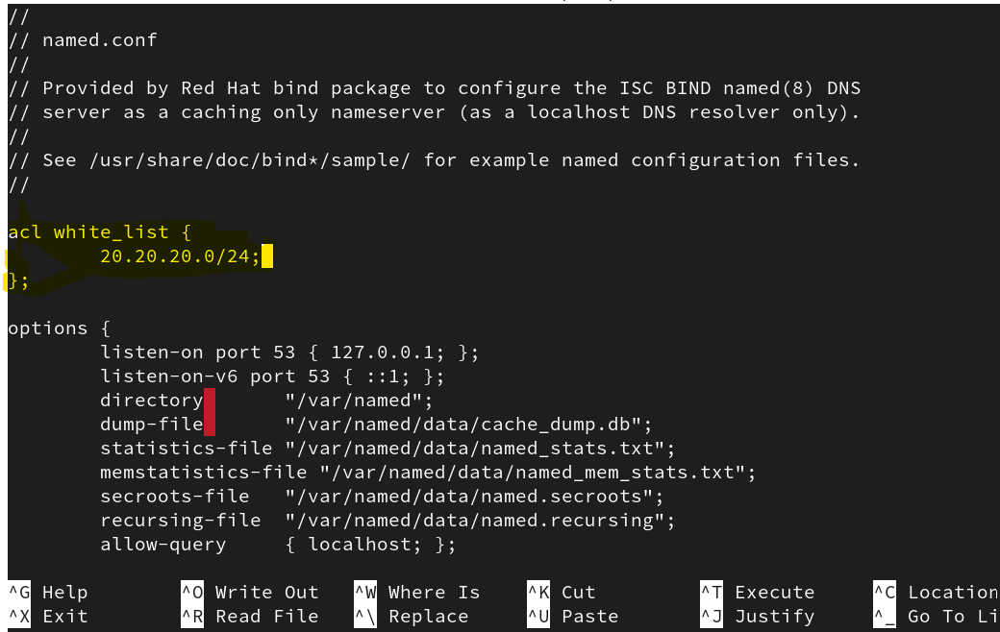 //
// named.conf
//
// Provided by Red Hat bind package to configure the ISC BIND named(8) DNS
// server as a caching only nameserver (as a localhost DNS resolver only).
//
// See /usr/share/doc/bind*/sample/ for example named configuration files.
//
acl white_list {
20.20.20.0/24;
};
options {
listen-on port 53 { 127.0.0.1; };
listen-on-v6 port 53 { ::1; };
directory "/var/named";
dump-file "/var/named/data/cache_dump.db";
statistics-file "/var/named/data/named_stats.txt";
memstatistics-file "/var/named/data/named_mem_stats.txt";
secroots-file "/var/named/data/named.secroots";
recursing-file "/var/named/data/named.recursing";
allow-query { localhost; };
^G Help ^O Write Out ^W Where Is ^K Cut ^T Execute ^C Location
^X Exit ^R Read File ^\ Replace ^U Paste ^J Justify ^_ Go To Li